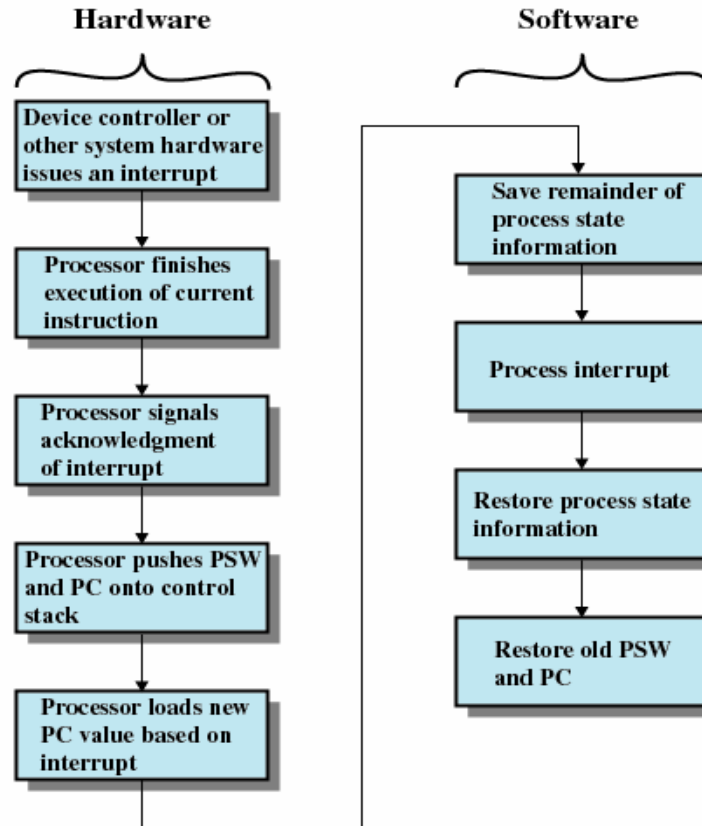 Hardware
Device controller or
other system hardware
issues an interrupt
Processor finishes
execution of current
instruction
Processor signals
acknowledgment
of interrupt
Processor pushes PSW
and PC onto control
stack
Processor loads new
PC value based on
interrupt
Software
Save remainder of
process state
information
Process interrupt
Restore process state
information
Restore old PSW
and PC